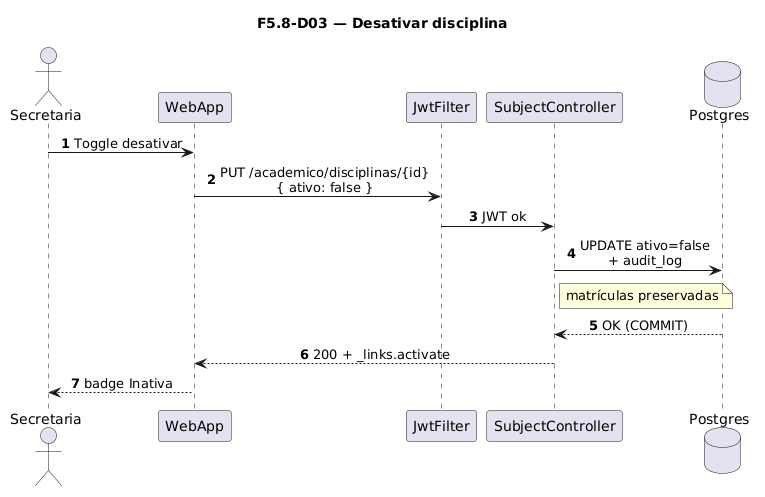 F5.8-D03 — Desativar disciplina
Secretaria
WebApp
JwtFilter
SubjectController
Postgres
1 Toggle desativar
2 PUT /academico/disciplinas/{id}
{ ativo: false }
3 JWT ok
4 UPDATE ativo=false
+ audit_log
matrículas preservadas
5 OK (COMMIT)
6 200 + _links.activate
7 badge Inativa
Secretaria
WebApp
JwtFilter
SubjectController
Postgres